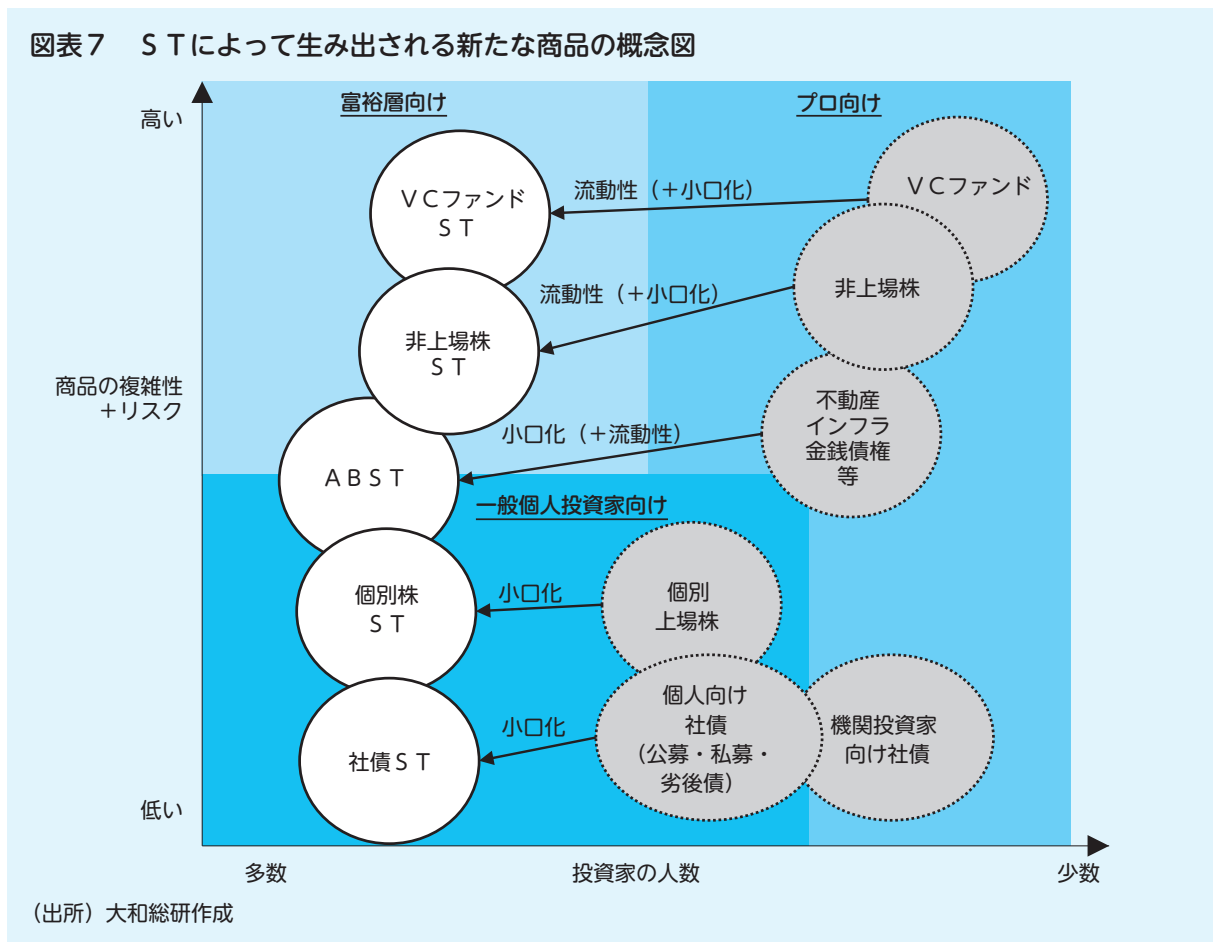 図表７　ＳＴによって生み出される新たな商品の概念図
高い
富裕層向け
プロ向け
ＶＣファンド
ＳＴ
流動性（＋小口化）
ＶＣファンド
非上場株
ＳＴ
流動性（＋小口化）
非上場株
商品の複雑性
＋リスク
ＡＢＳＴ
小口化（＋流動性）
不動産
インフラ
金銭債権
等
一般個人投資家向け
個別株
ＳＴ
小口化
個別
上場株
社債ＳＴ
小口化
個人向け
社債
（公募・私募・
劣後債）
機関投資家
向け社債
低い
多数
投資家の人数
少数
（出所）大和総研作成